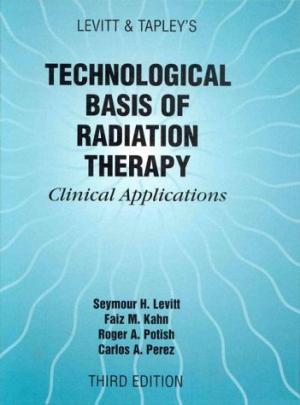 LEVITT & TAPLEY'S
TECHNOLOGICAL
BASIS OF
RADIATION
THERAPY
Clinical Applications
Seymour H. Levitt
Faiz M. Kahn
Roger A. Potish
Carlos A. Perez
THIRD EDITION